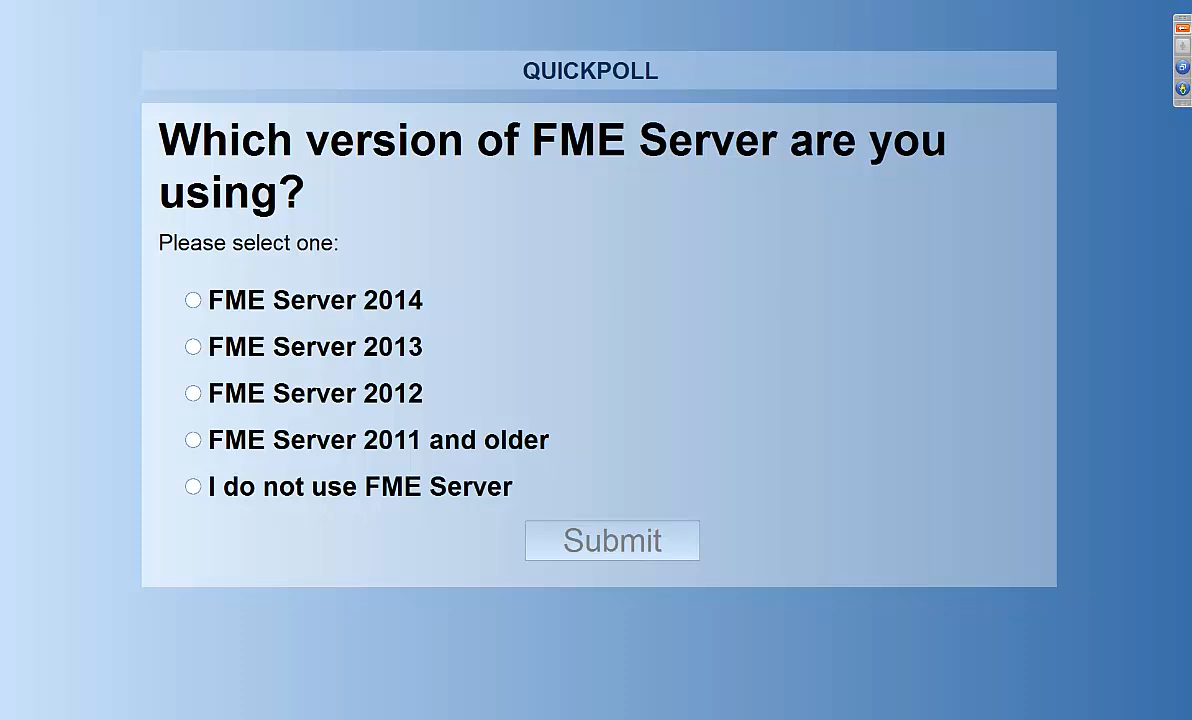 QUICKPOLL
Which version of FME Server are you
using?
Please select one:
FME Server 2014
FME Server 2013
FME Server 2012
FME Server 2011 and older
I do not use FME Server
Submit